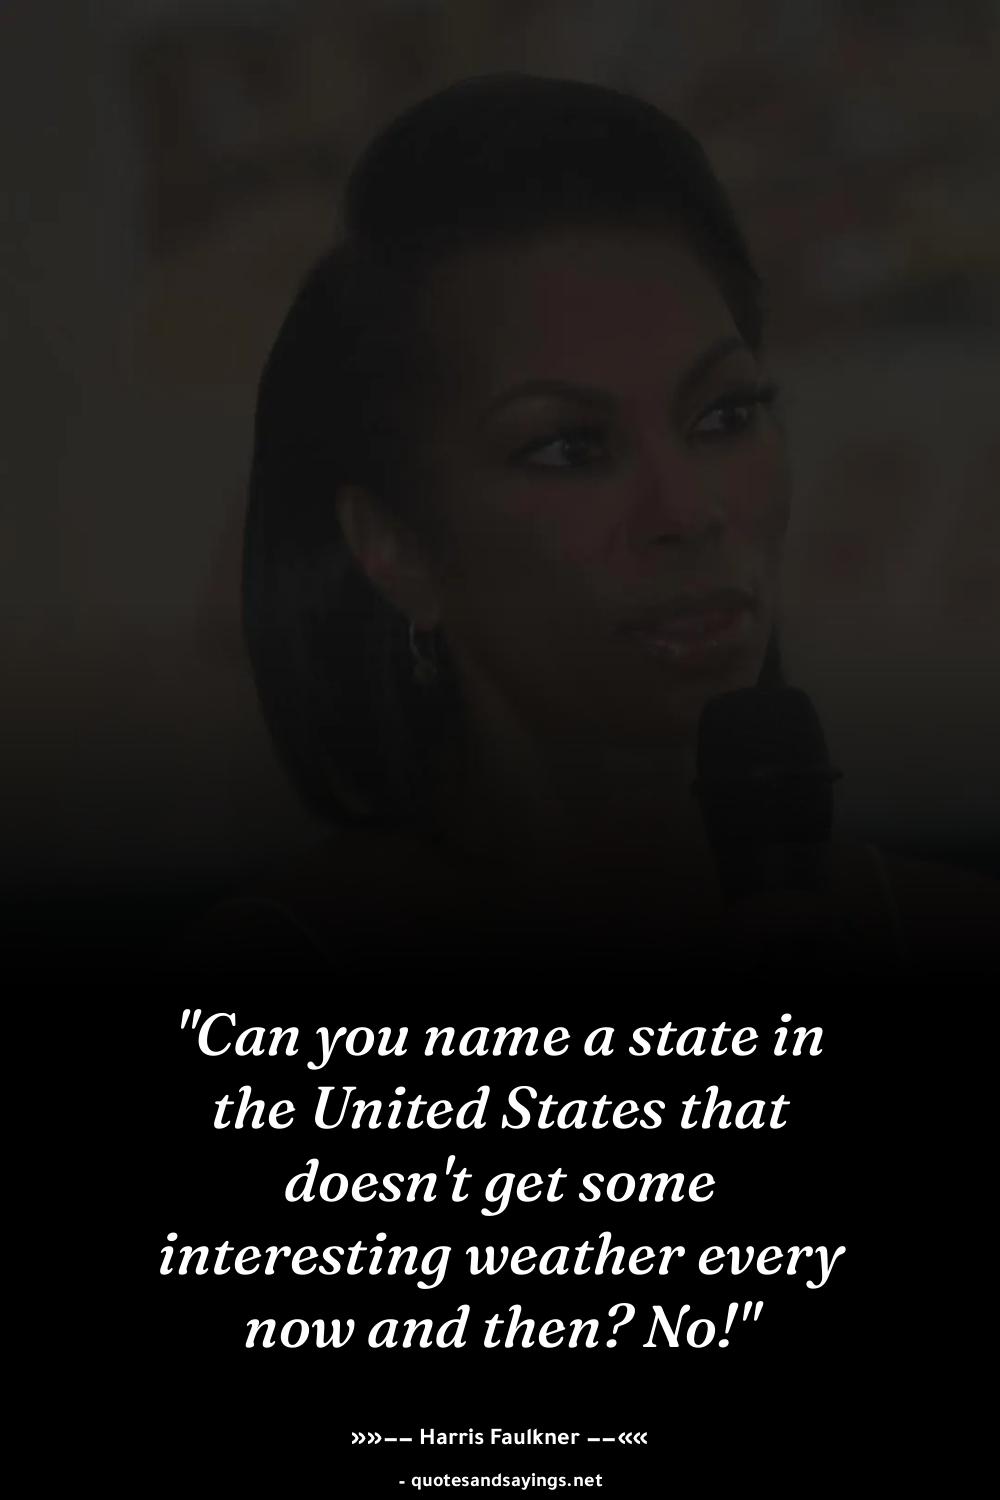 "Can you name a state in
the United States that
doesn't get some
interesting weather every
now and then? No!"
»»–– Harris Faulkner ––««
- quotesandsayings.net